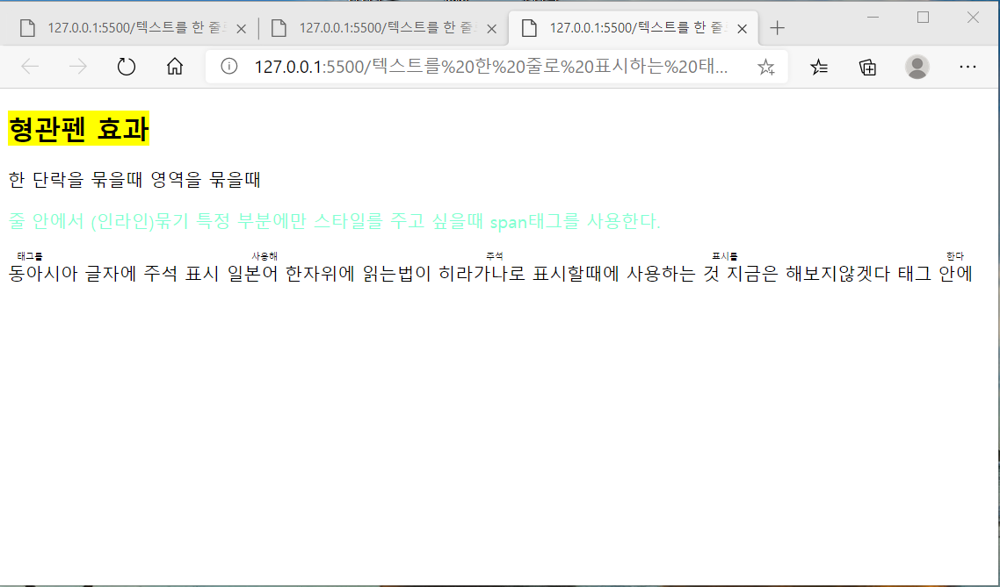 127.0.0.1:5500/텍스트를 한 줄로
127.0.0.1:5500/텍스트를 한 줄
127.0.0.1:5500/텍스트를 한 줄
127.0.0.1:5500/텍스트를%20한%20줄로%20표시하는%20태...
형관펜 효과
한 단락을 묶을때 영역을 묶을때
줄 안에서 (인라인)묶기 특정 부분에만 스타일를 주고 싶을때 span태그를 사용한다.
태그를 사용해 주석 표시를 한다
동아시아 글자에 주석 표시 일본어 한자위에 읽는법이 히라가나로 표시할때에 사용하는 것 지금은 해보지않겟다 태그 안에